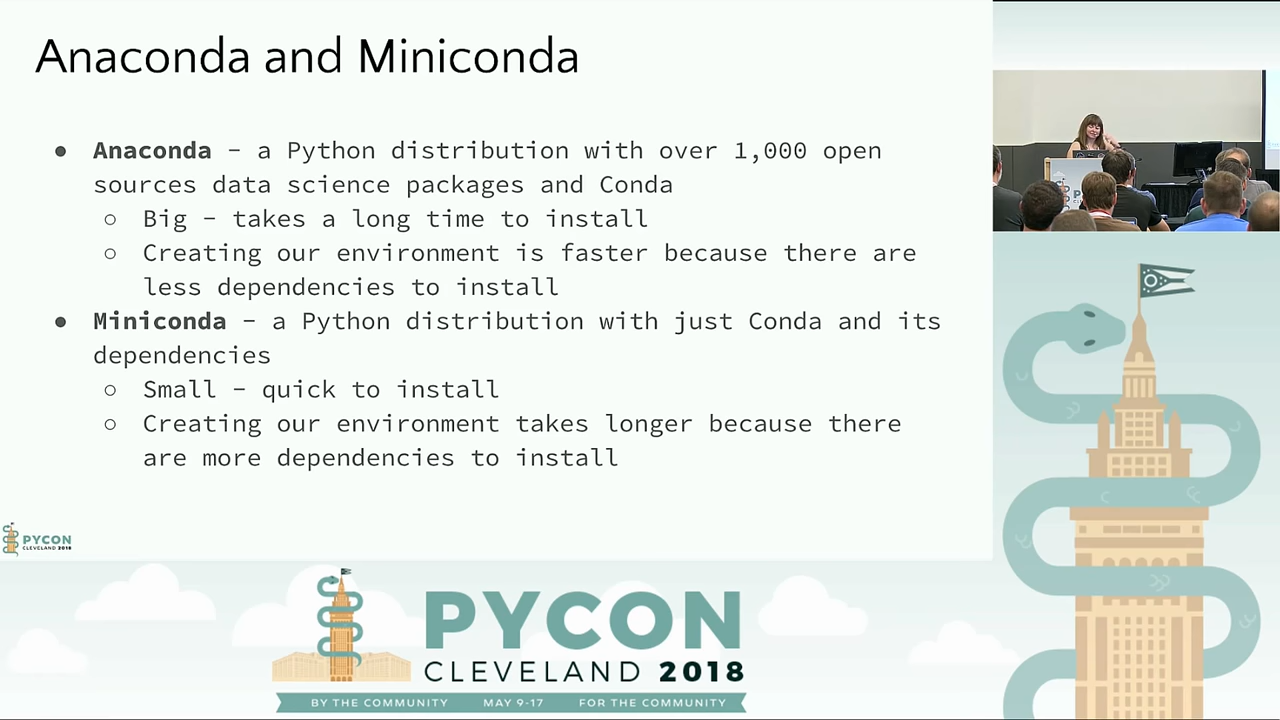 Anaconda and Miniconda
● Anaconda - a Python distribution with over 1,000 open
sources data science packages and Conda
○ Big - takes a long time to install
○ Creating our environment is faster because there are
less dependencies to install
● Miniconda - a Python distribution with just Conda and its
dependencies
○ Small - quick to install
○ Creating our environment takes longer because there
are more dependencies to install
PYCON
CLEVELAND 2018
PYCON
CLEVELAND 2018
BY THE COMMUNITY MAY 9-17 FOR THE COMMUNITY